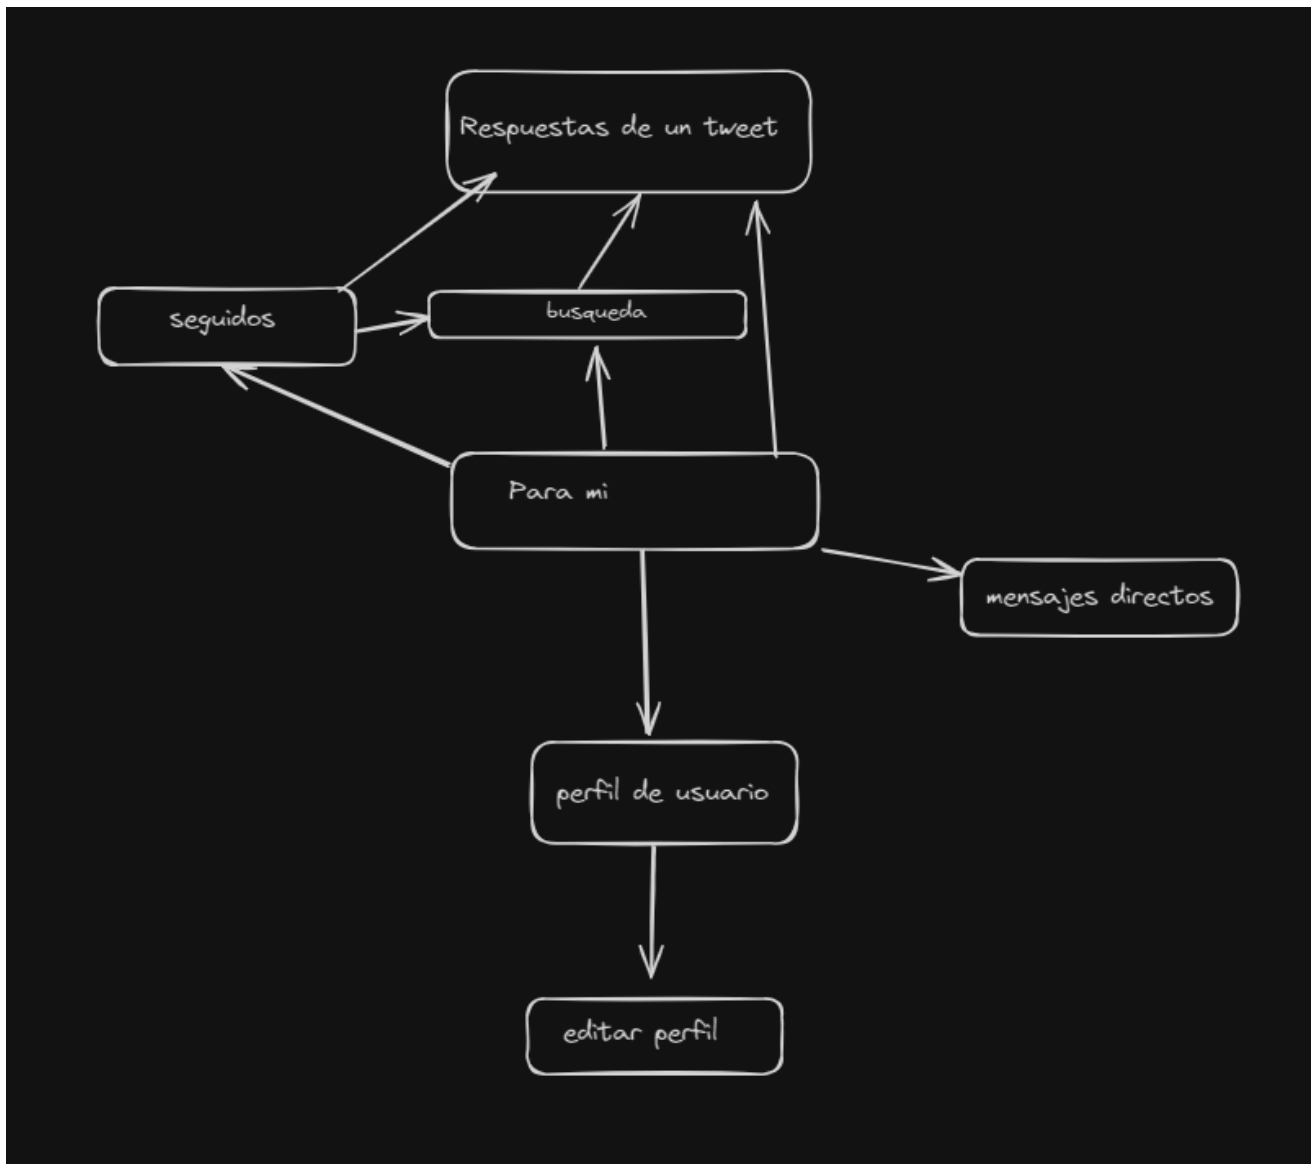 Respuestas de un tweet
seguidos
busqueda
Para mi
mensajes directos
perfil de usuario
editar perfil